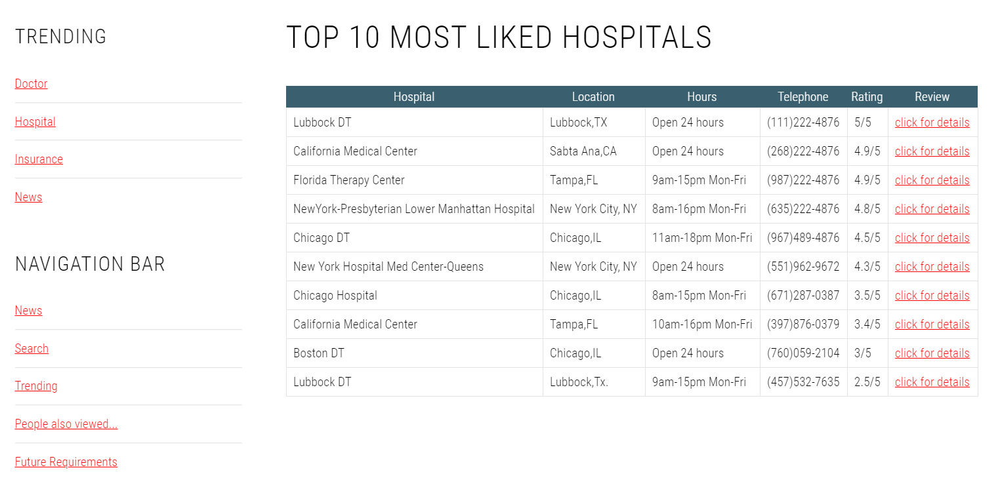 TRENDING
Doctor
Hospital
Insurance
News
NAVIGATION BAR
News
Search
Trending
People also viewed...
Future Requirements
TOP 10 MOST LIKED HOSPITALS
Hospital Location Hours Telephone Rating Review
Lubbock DT Lubbock,TX Open 24 hours (111)222-4876 5/5 click for details
California Medical Center Sabta Ana,CA Open 24 hours (268)222-4876 4.9/5 click for details
Florida Therapy Center Tampa,FL 9am-15pm Mon-Fri (987)222-4876 4.9/5 click for details
NewYork-Presbyterian Lower Manhattan Hospital New York City, NY 8am-16pm Mon-Fri (635)222-4876 4.8/5 click for details
Chicago DT Chicago,IL 11am-18pm Mon-Fri (967)489-4876 4.5/5 click for details
New York Hospital Med Center-Queens New York City, NY Open 24 hours (551)962-9672 4.3/5 click for details
Chicago Hospital Chicago,IL 8am-15pm Mon-Fri (671)287-0387 3.5/5 click for details
California Medical Center Tampa,FL 10am-16pm Mon-Fri (397)876-0379 3.4/5 click for details
Boston DT Chicago,IL Open 24 hours (760)059-2104 3/5 click for details
Lubbock DT Lubbock,Tx. 9am-15pm Mon-Fri (457)532-7635 2.5/5 click for details